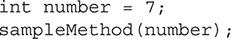 int number = 7;
sampleMethod(number);